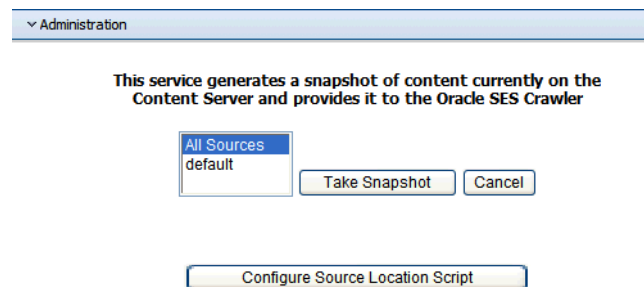 Administration
This service generates a snapshot of content currently on the
Content Server and provides it to the Oracle SES Crawler
All Sources
default
Take Snapshot Cancel
Configure Source Location Script